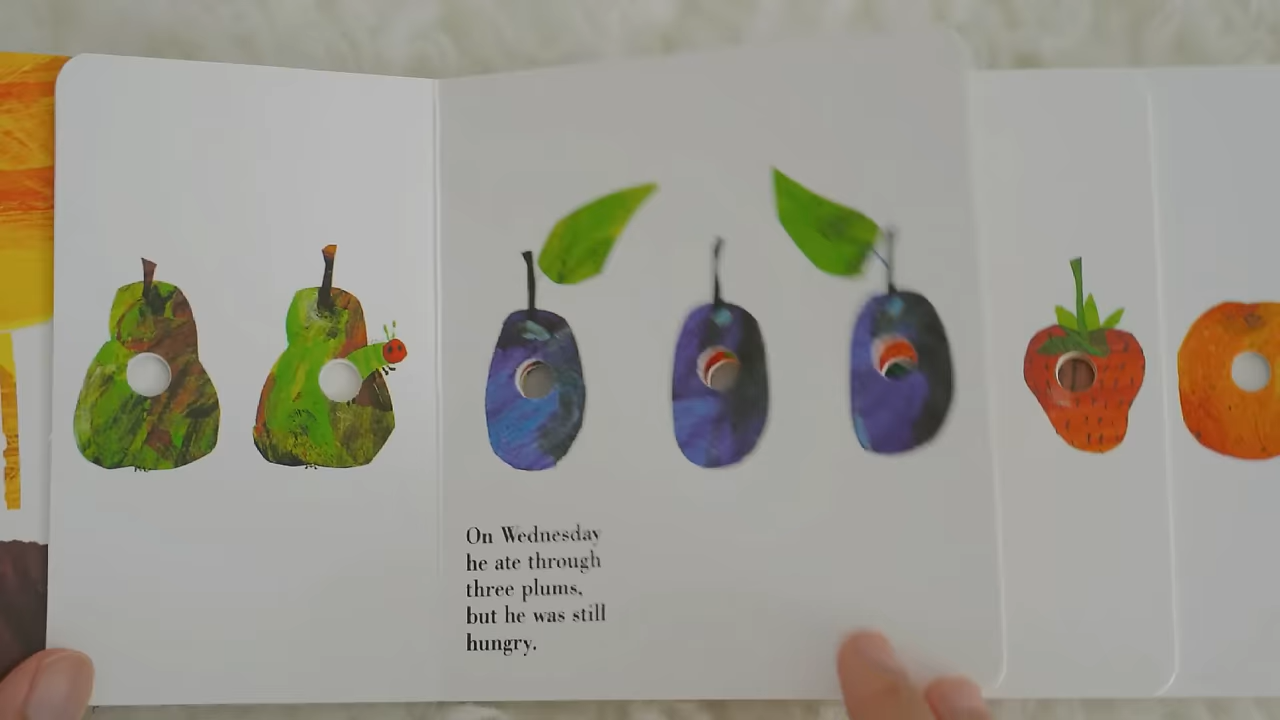 On Wednesday
he ate through
three plums,
but he was still
hungry.